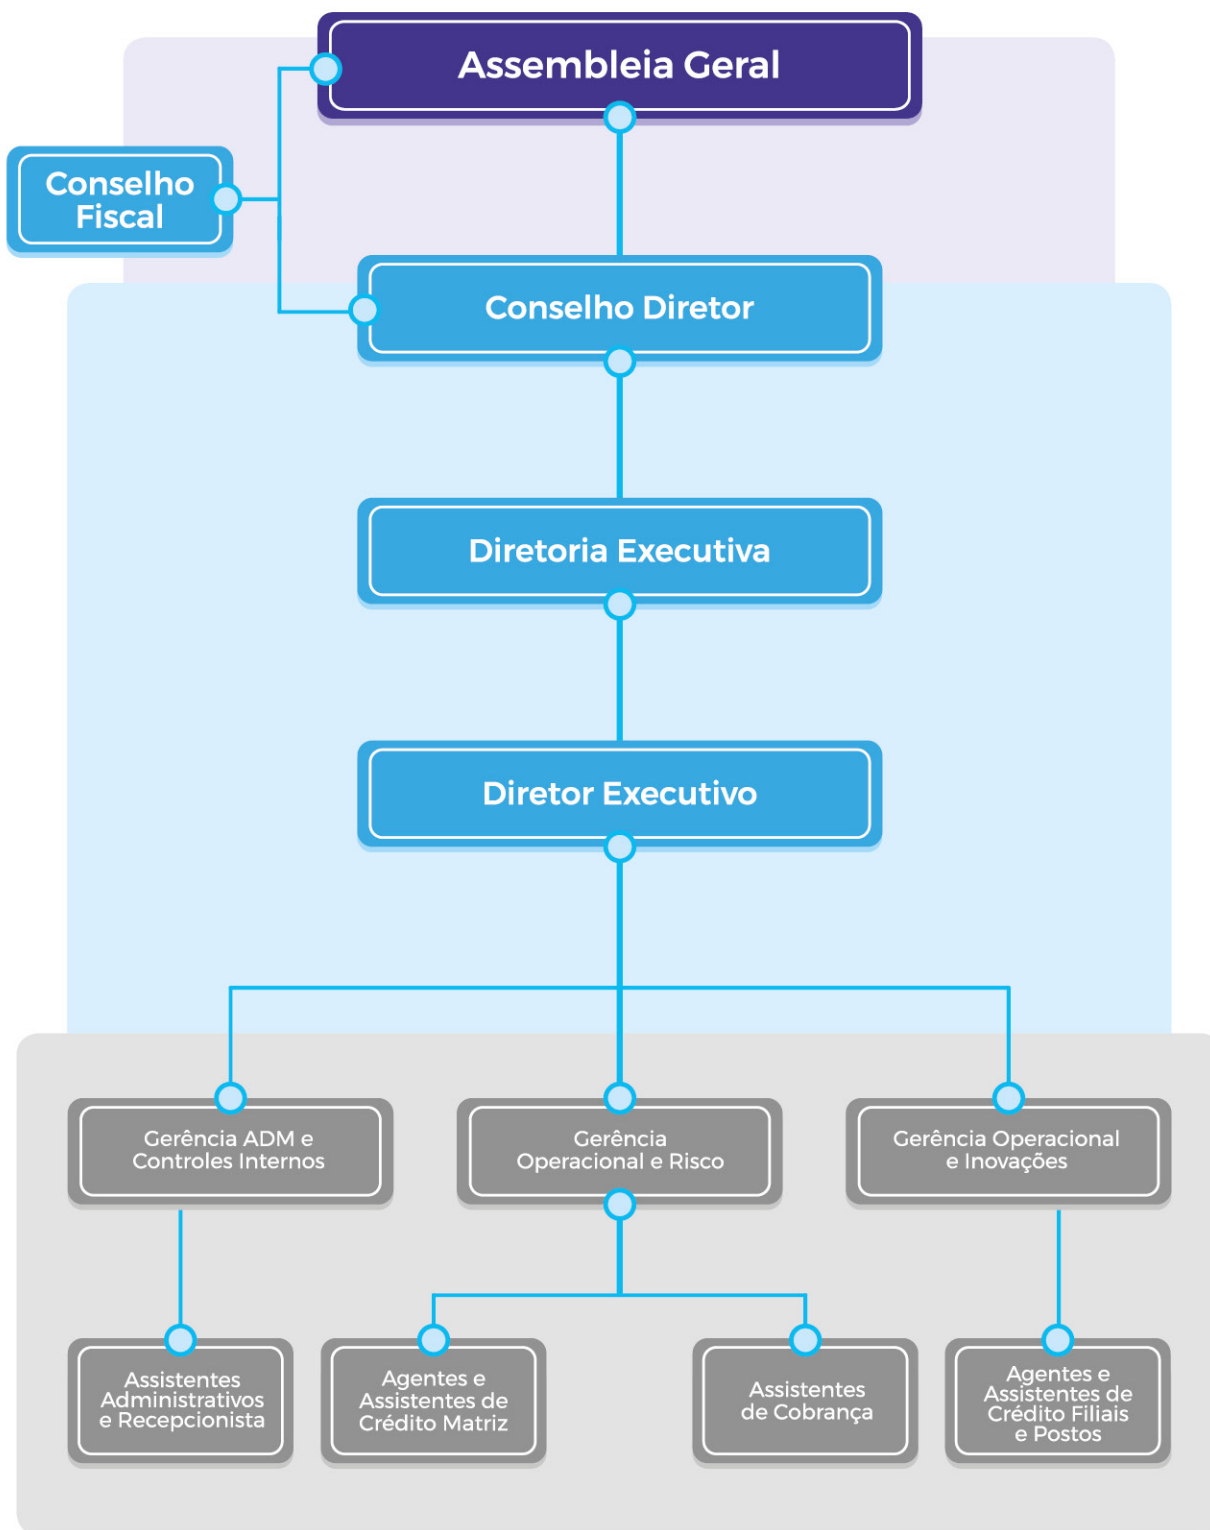 Assembleia Geral
Conselho
Fiscal
Conselho Diretor
Diretoria Executiva
Diretor Executivo
Gerência ADM e
Controles Internos
Gerência
Operacional e Risco
Gerência Operacional
e Inovações
Assistentes
Administrativos
e Recepcionista
Agentes e
Assistentes de
Crédito Matriz
Assistentes
de Cobrança
Agentes e
Assistentes de
Crédito Filiais
e Postos